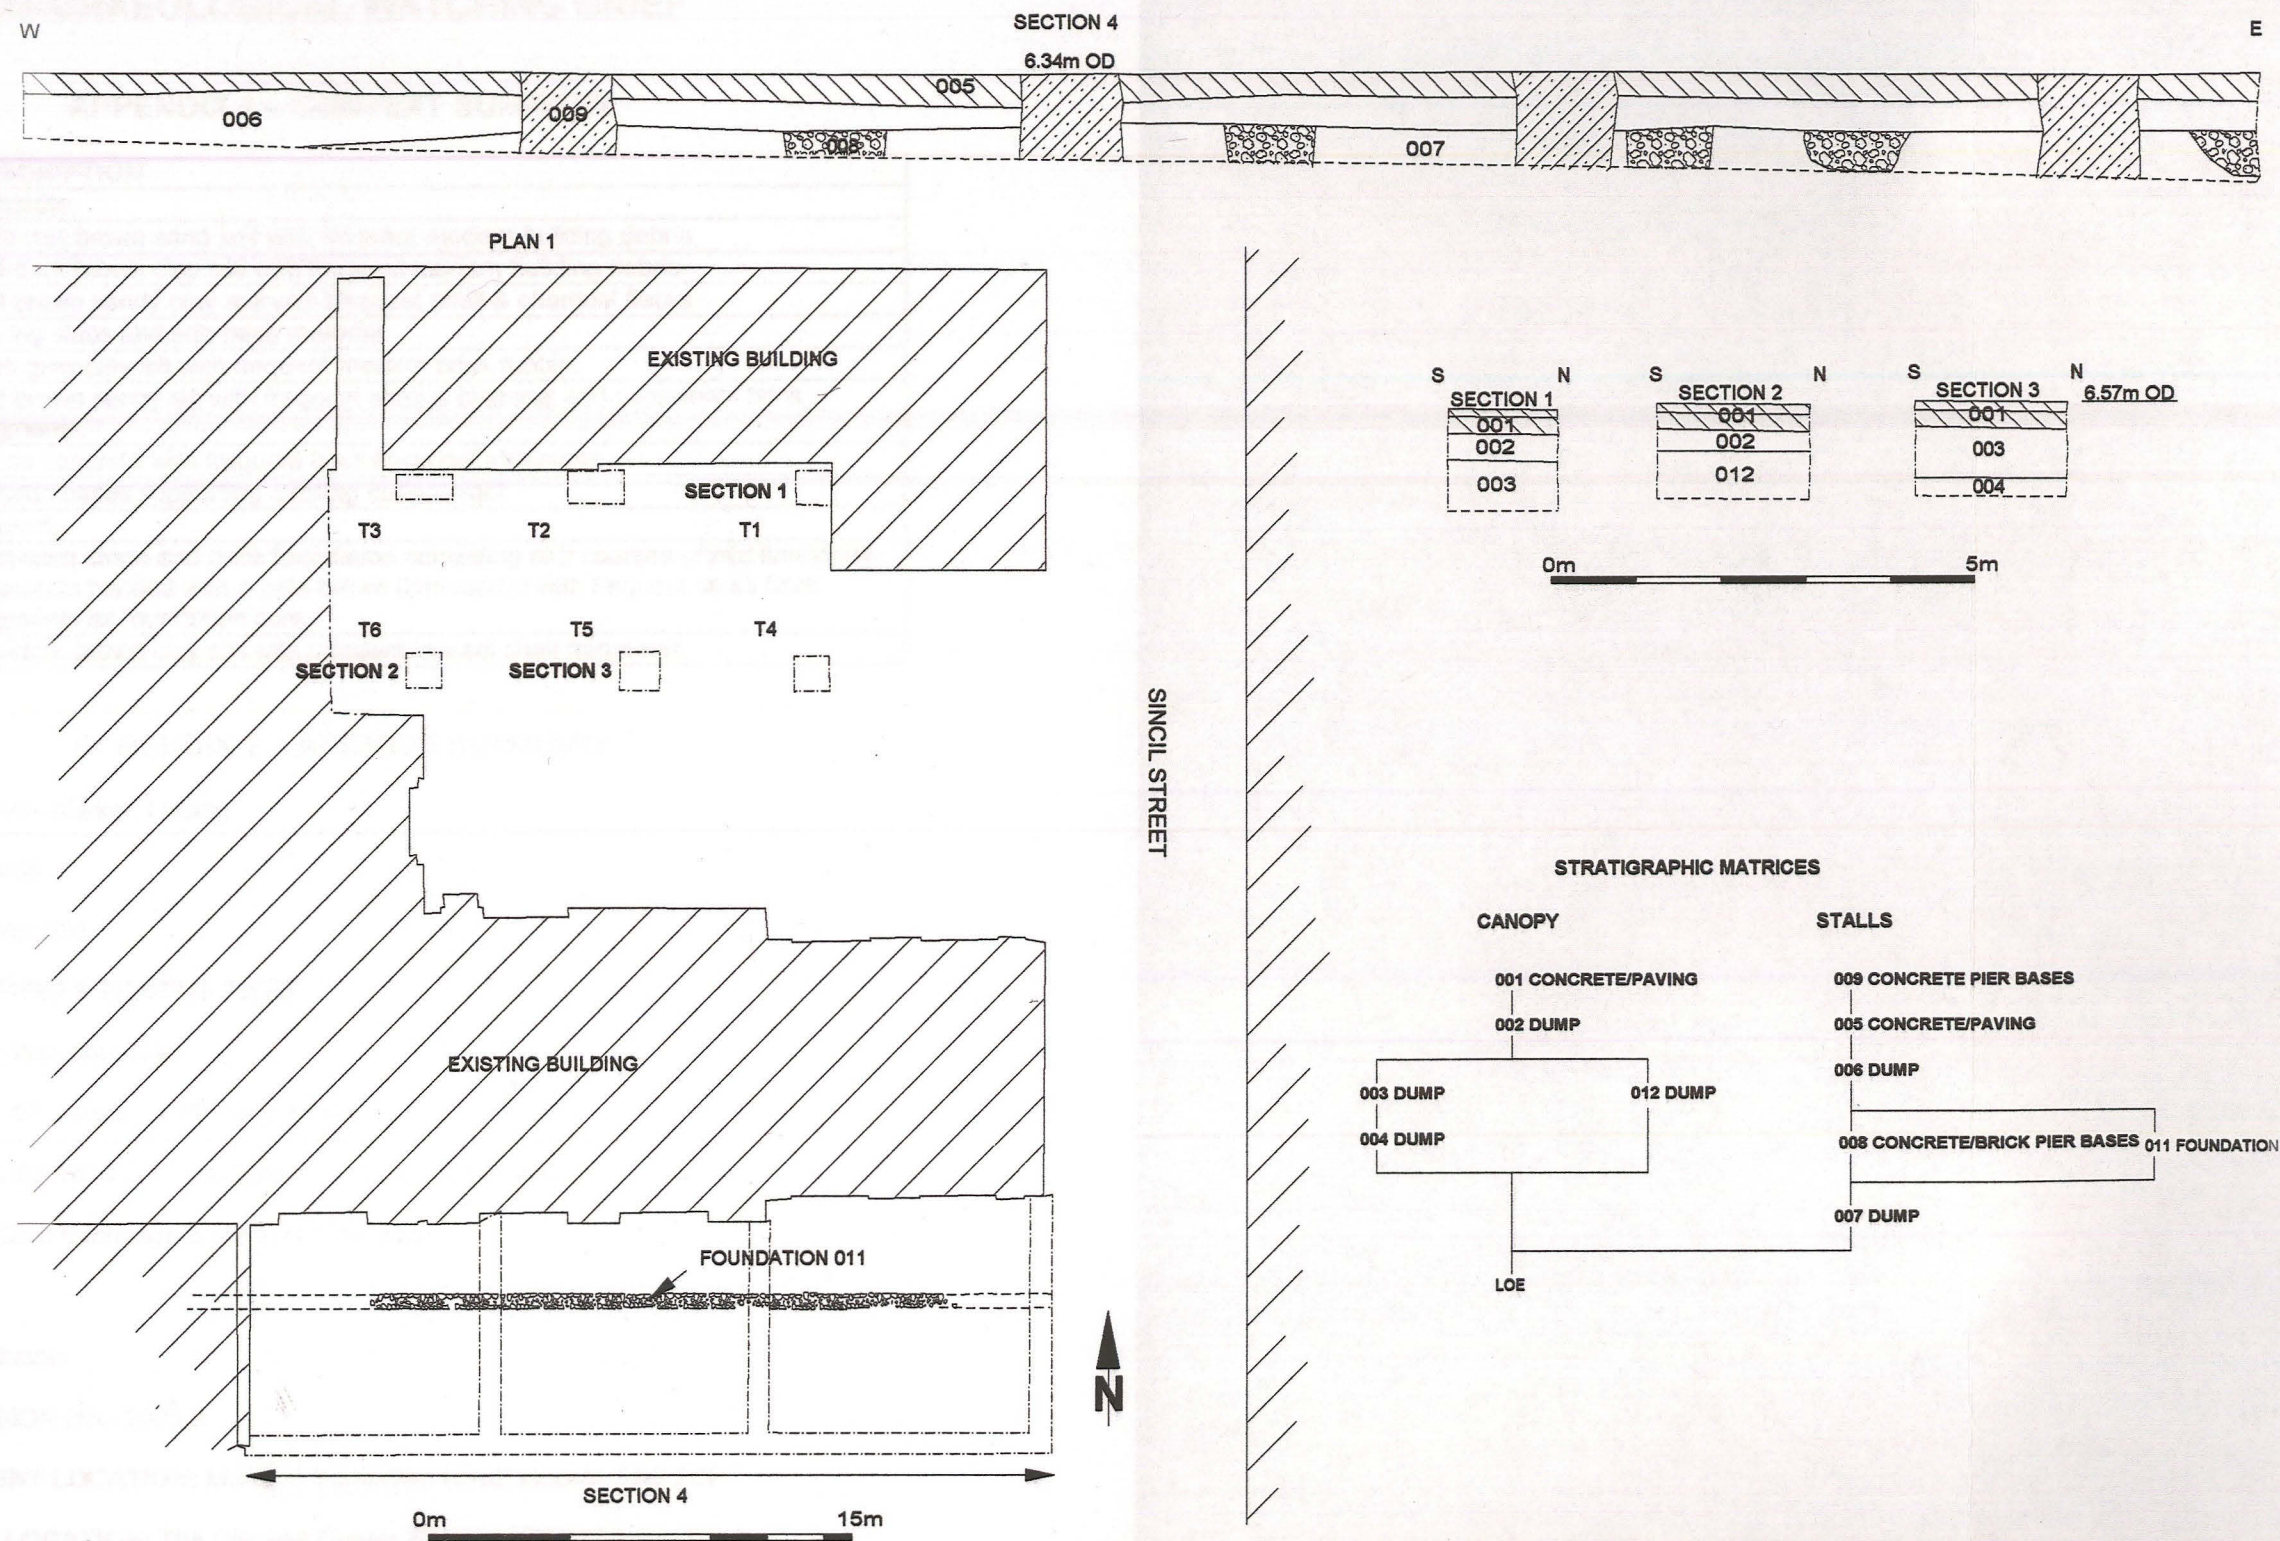 SECTION 4
W
E
6.34m OD
005
006
009
008
007
PLAN 1
EXISTING BUILDING
SECTION 1
T3
T2
T1
T6
T5
T4
SECTION 2
SECTION 3
SINCIL STREET
EXISTING BUILDING
FOUNDATION 011
N
SECTION 4
0m 15m
S N
SECTION 1
001
002
003
S N
SECTION 2
001
002
012
S N
SECTION 3
6.57m OD
001
003
004
0m 5m
STRATIGRAPHIC MATRICES
CANOPY
001 CONCRETE/PAVING
002 DUMP
003 DUMP
012 DUMP
004 DUMP
LOE
STALLS
009 CONCRETE PIER BASES
005 CONCRETE/PAVING
006 DUMP
008 CONCRETE/BRICK PIER BASES
011 FOUNDATION
007 DUMP